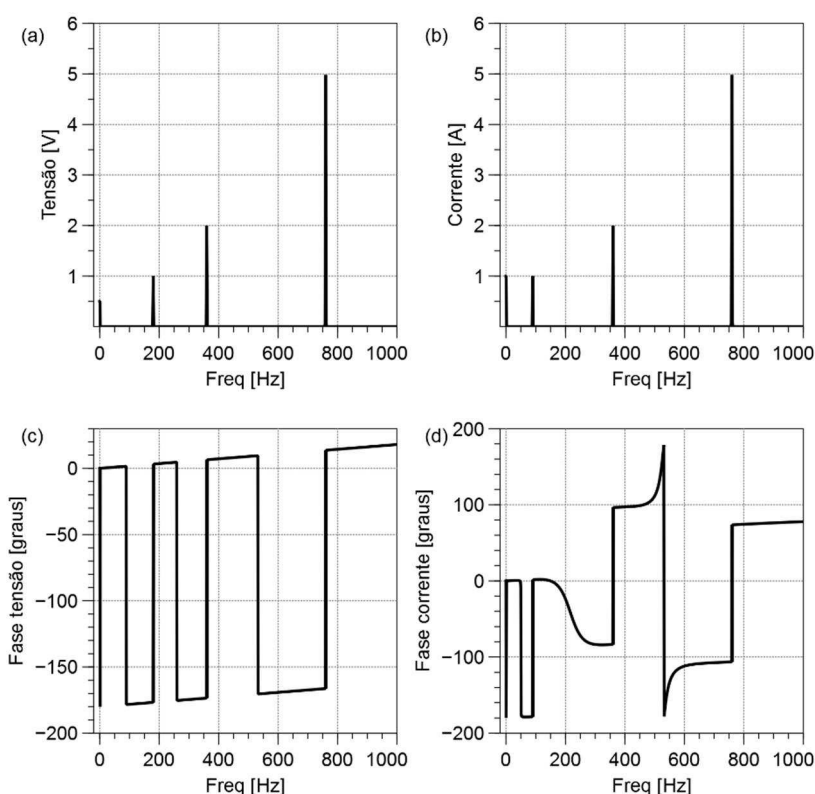 (a)
6
5
4
3
2
1
Tensão [V]
0 200 400 600 800 1000
Freq [Hz]
(b)
6
5
4
3
2
1
Corrente [A]
0 200 400 600 800 1000
Freq [Hz]
(c)
0
−50
−100
−150
−200
Fase tensão [graus]
0 200 400 600 800 1000
Freq [Hz]
(d)
200
100
0
−100
−200
Fase corrente [graus]
0 200 400 600 800 1000
Freq [Hz]